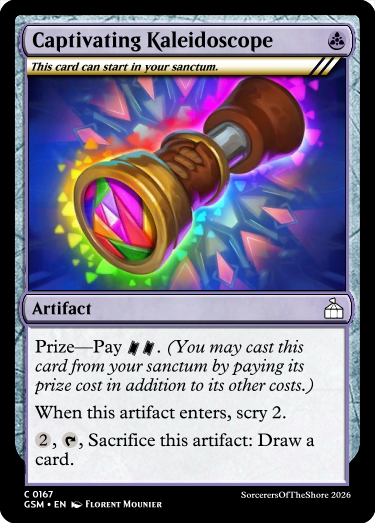 Captivating Kaleidoscope
This card can start in your sanctum.
Artifact
Prize—Pay . (You may cast this
card from your sanctum by paying its
prize cost in addition to its other costs.)
When this artifact enters, scry 2.
2, , Sacrifice this artifact: Draw a
card.
C 0167
GSM • EN Florent Mounier
SorcerersOfTheShore 2026